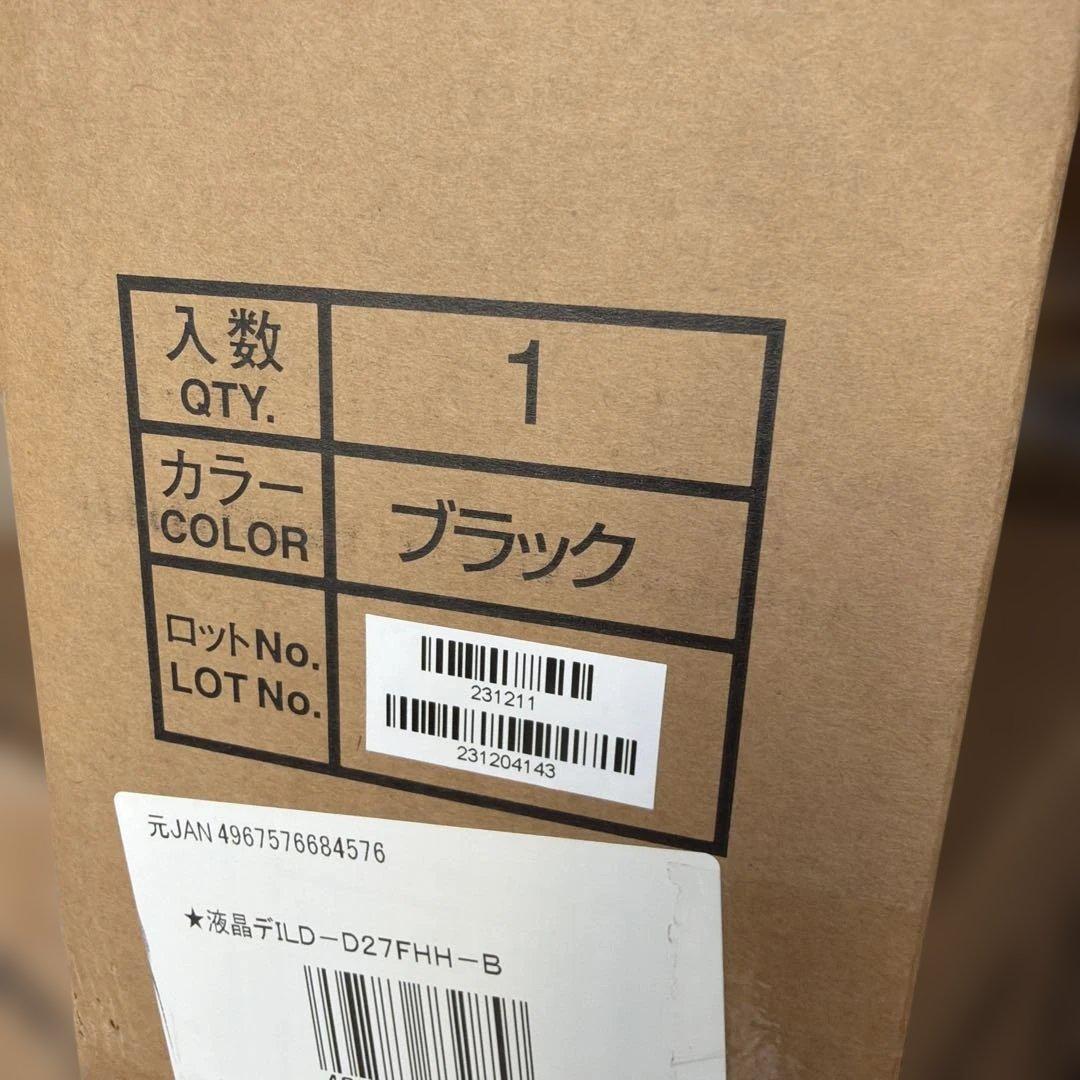 入数
QTY.
1
カラー
COLOR
ブラック
ロットNo.
LOT No.
231211
231204143
元JAN 4967576684576
★液晶デILD-D27FHH-B